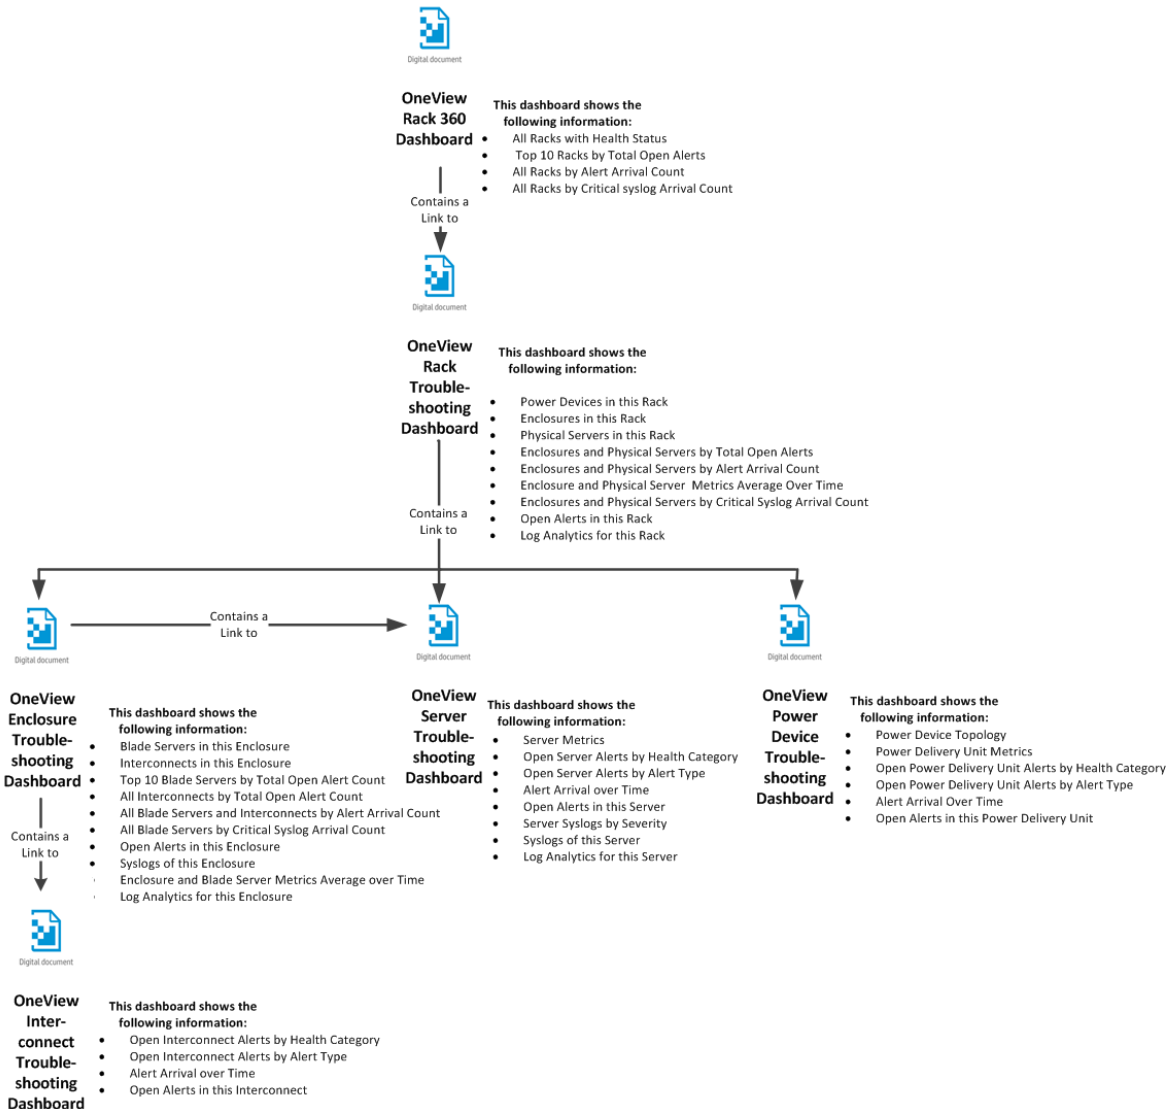 Digital document
OneView
Rack 360
Dashboard
This dashboard shows the
following information:
• All Racks with Health Status
• Top 10 Racks by Total Open Alerts
• All Racks by Alert Arrival Count
• All Racks by Critical syslog Arrival Count
Contains a
Link to
Digital document
OneView
Rack
Trouble-
shooting
Dashboard
This dashboard shows the
following information:
• Power Devices in this Rack
• Enclosures in this Rack
• Physical Servers in this Rack
• Enclosures and Physical Servers by Total Open Alerts
• Enclosures and Physical Servers by Alert Arrival Count
• Enclosure and Physical Server Metrics Average Over Time
• Enclosures and Physical Servers by Critical Syslog Arrival Count
• Open Alerts in this Rack
• Log Analytics for this Rack
Contains a
Link to
Digital document
Contains a
Link to
Digital document
Digital document
OneView
Enclosure
Trouble-
shooting
Dashboard
This dashboard shows the
following information:
• Blade Servers in this Enclosure
• Interconnects in this Enclosure
• Top 10 Blade Servers by Total Open Alert Count
• All Interconnects by Total Open Alert Count
• All Blade Servers and Interconnects by Alert Arrival Count
• All Blade Servers by Critical Syslog Arrival Count
• Open Alerts in this Enclosure
• Syslogs of this Enclosure
· Enclosure and Blade Server Metrics Average over Time
· Log Analytics for this Enclosure
OneView
Server
Trouble-
shooting
Dashboard
This dashboard shows the
following information:
• Server Metrics
• Open Server Alerts by Health Category
• Open Server Alerts by Alert Type
• Alert Arrival over Time
• Open Alerts in this Server
• Server Syslogs by Severity
• Syslogs of this Server
• Log Analytics for this Server
OneView
Power
Device
Trouble-
shooting
Dashboard
This dashboard shows the
following information:
• Power Device Topology
• Power Delivery Unit Metrics
• Open Power Delivery Unit Alerts by Health Category
• Open Power Delivery Unit Alerts by Alert Type
• Alert Arrival Over Time
• Open Alerts in this Power Delivery Unit
Contains a
Link to
Digital document
OneView
Inter-
connect
Trouble-
shooting
Dashboard
This dashboard shows the
following information:
• Open Interconnect Alerts by Health Category
• Open Interconnect Alerts by Alert Type
• Alert Arrival over Time
• Open Alerts in this Interconnect